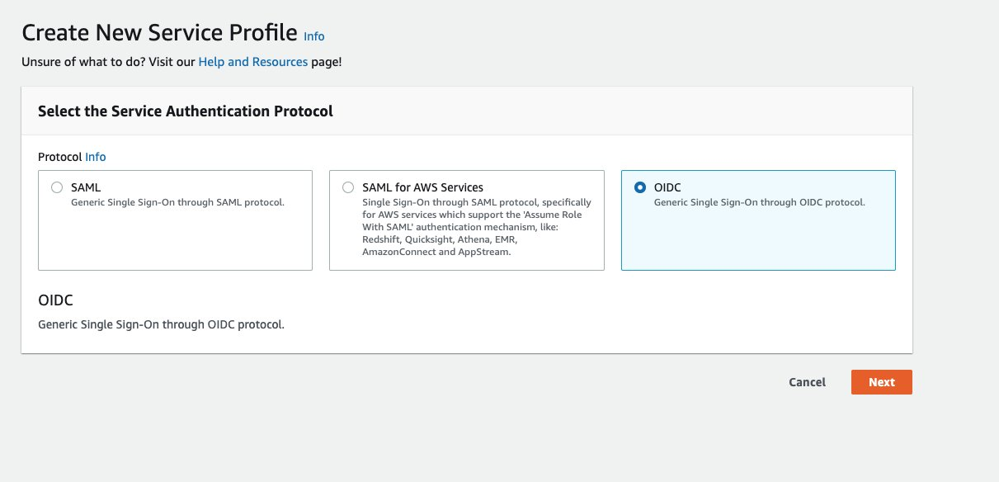 Create New Service Profile Info
Unsure of what to do? Visit our Help and Resources page!
Select the Service Authentication Protocol
Protocol Info
SAML
Generic Single Sign-On through SAML protocol.
SAML for AWS Services
Single Sign-On through SAML protocol, specifically
for AWS services which support the 'Assume Role
With SAML' authentication mechanism, like:
Redshift, Quicksight, Athena, EMR,
AmazonConnect and AppStream.
OIDC
Generic Single Sign-On through OIDC protocol.
OIDC
Generic Single Sign-On through OIDC protocol.
Cancel
Next